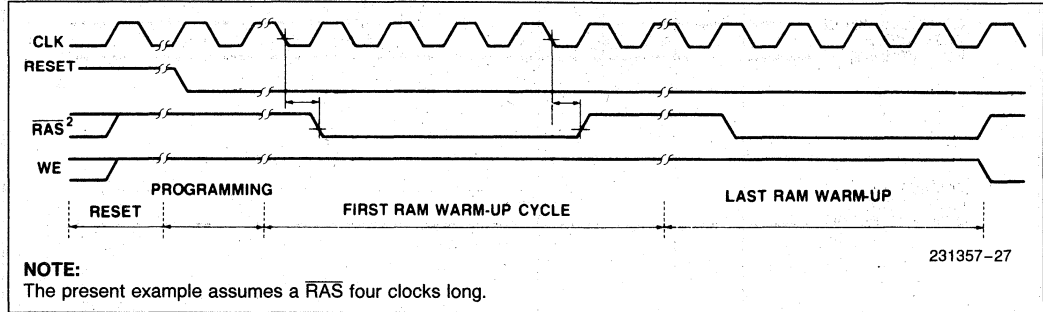 CLK
RESET
RAS 2
WE
PROGRAMMING
RESET
FIRST RAM WARM-UP CYCLE
LAST RAM WARM-UP
231357–27
NOTE:
The present example assumes a RAS four clocks long.